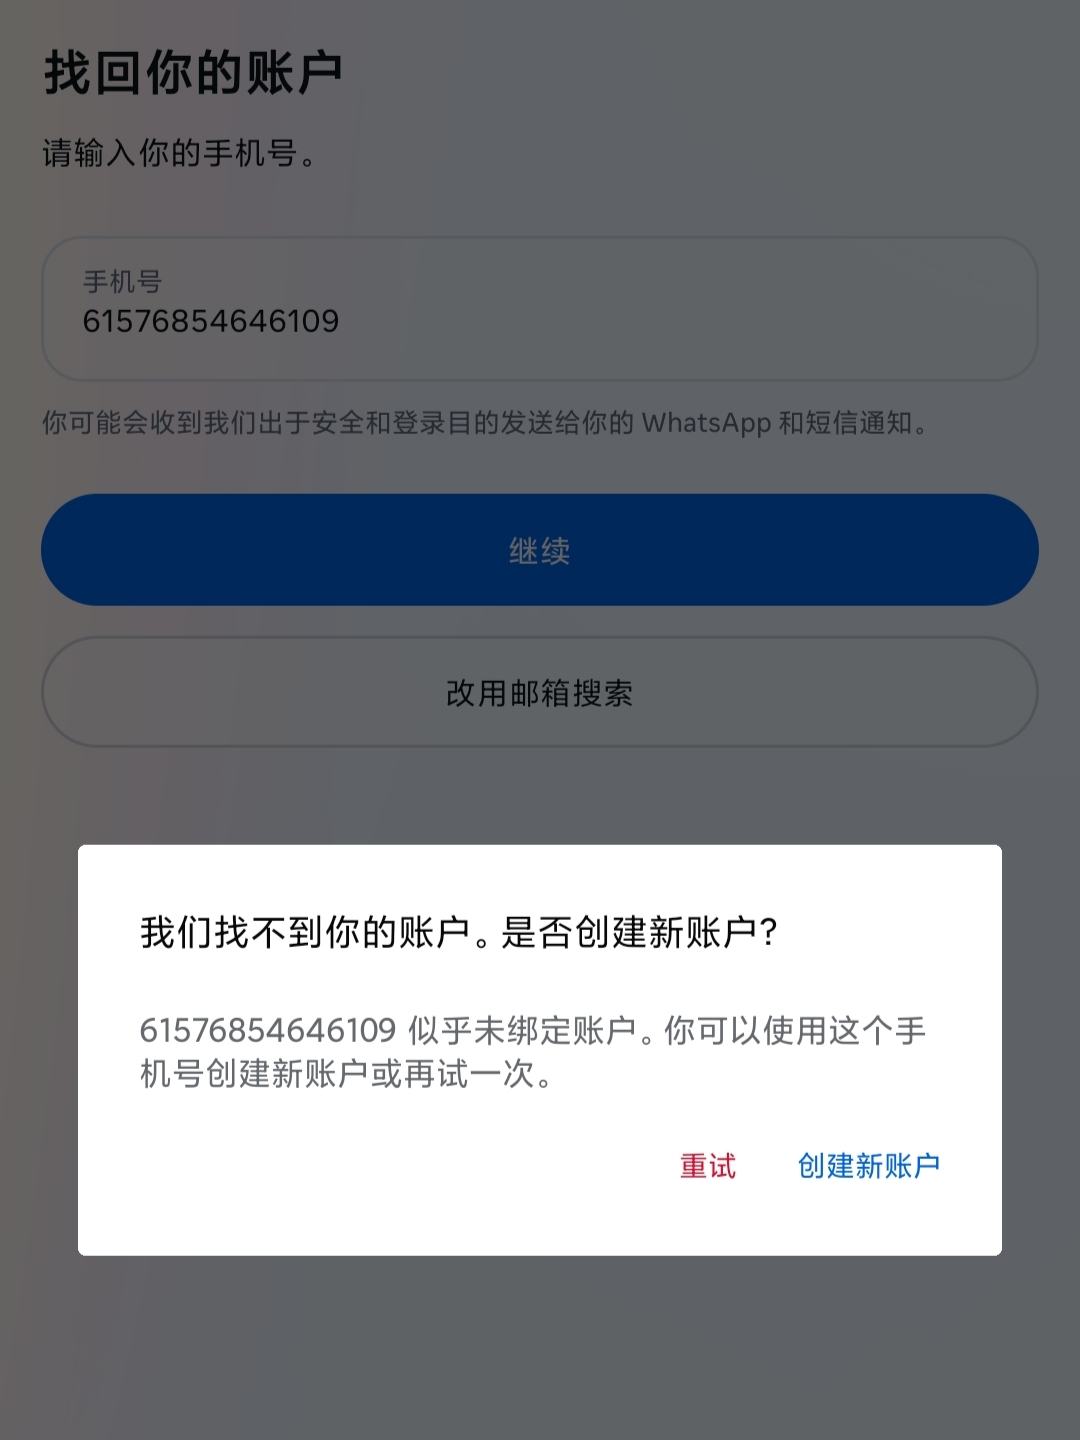 找回你的账户
请输入你的手机号。
手机号
61576854646109
你可能会收到我们出于安全和登录目的发送给你的 WhatsApp 和短信通知。
继续
改用邮箱搜索
我们找不到你的账户。是否创建新账户?
61576854646109 似乎未绑定账户。你可以使用这个手
机号创建新账户或再试一次。
重试 创建新账户